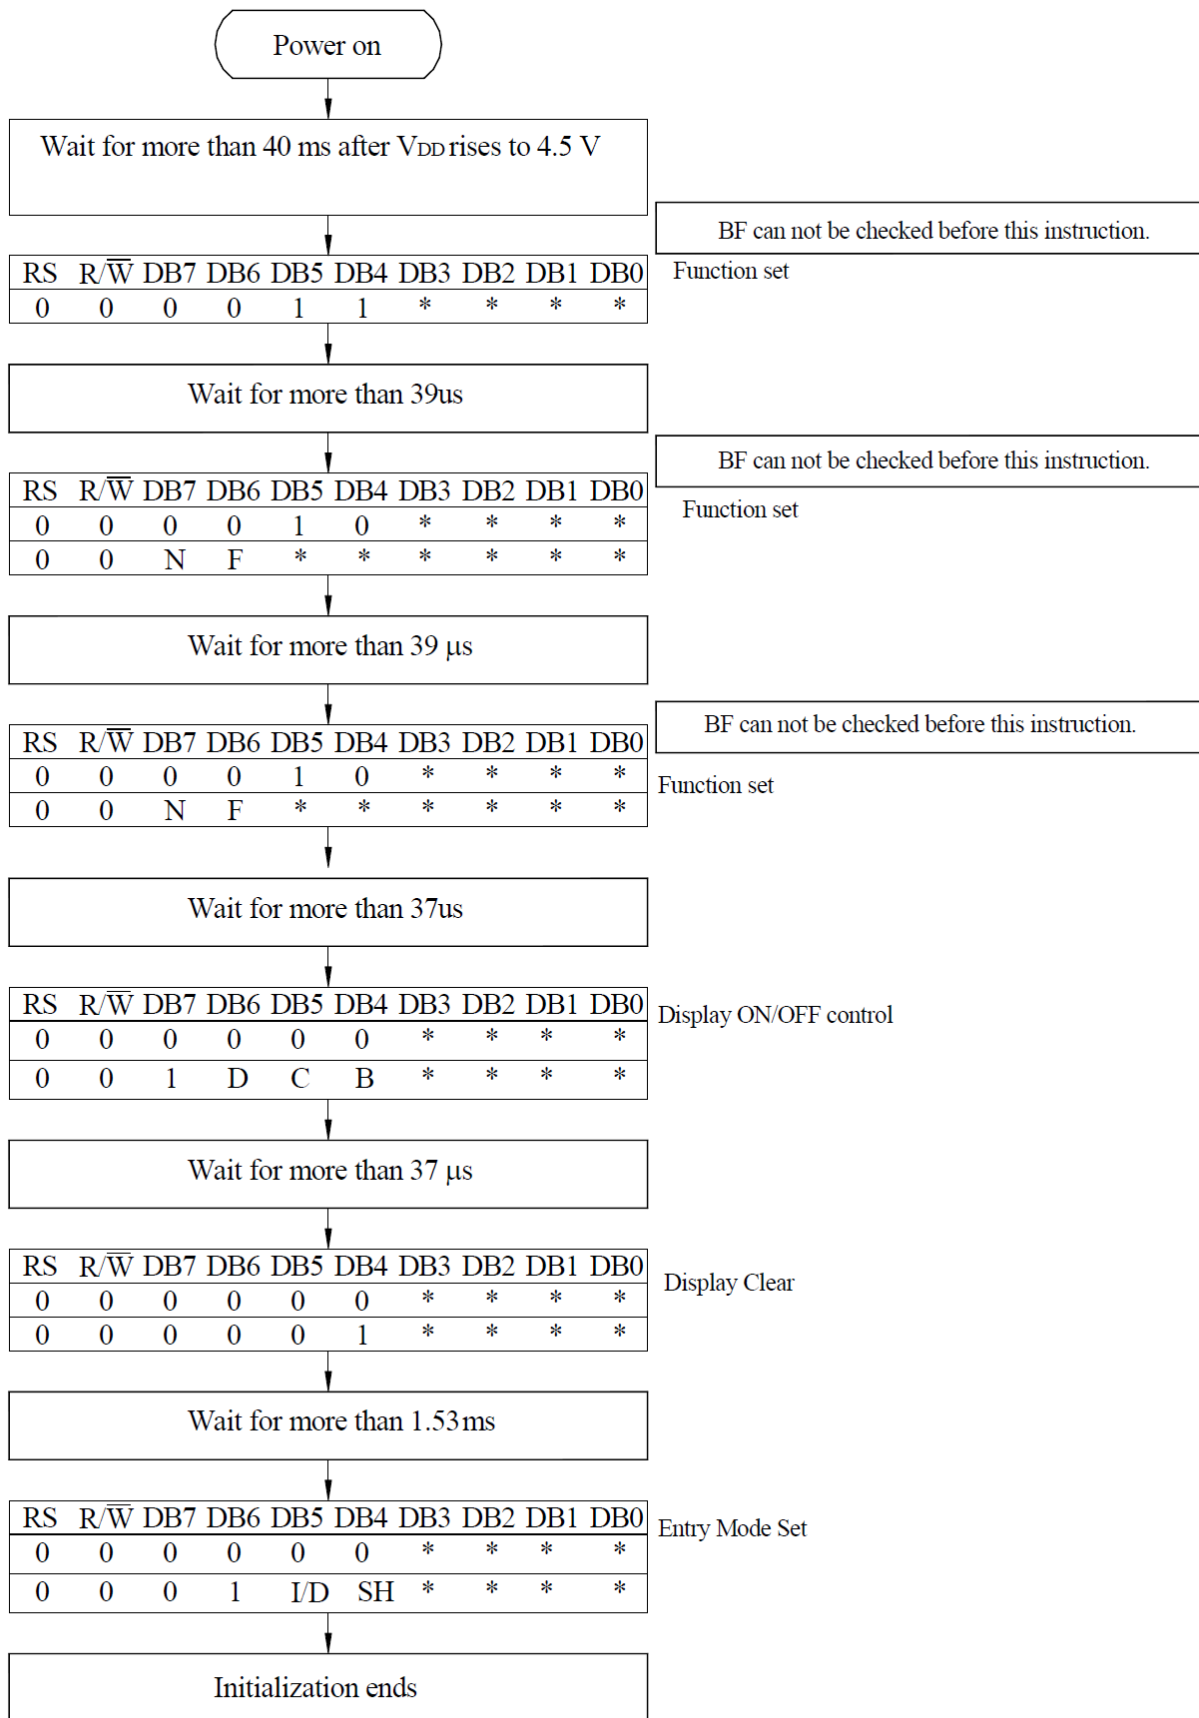 Power on
Wait for more than 40 ms after VDD rises to 4.5 V
BF can not be checked before this instruction.
RS R/W̅ DB7 DB6 DB5 DB4 DB3 DB2 DB1 DB0
Function set
0 0 0 0 1 1 * * * *
Wait for more than 39us
BF can not be checked before this instruction.
RS R/W̅ DB7 DB6 DB5 DB4 DB3 DB2 DB1 DB0
Function set
0 0 0 0 1 0 * * * *
0 0 N F * * * * * *
Wait for more than 39 μs
BF can not be checked before this instruction.
RS R/W̅ DB7 DB6 DB5 DB4 DB3 DB2 DB1 DB0
0 0 0 0 1 0 * * * *
Function set
0 0 N F * * * * * *
Wait for more than 37us
RS R/W̅ DB7 DB6 DB5 DB4 DB3 DB2 DB1 DB0
Display ON/OFF control
0 0 0 0 0 0 * * * *
0 0 1 D C B * * * *
Wait for more than 37 μs
RS R/W̅ DB7 DB6 DB5 DB4 DB3 DB2 DB1 DB0
Display Clear
0 0 0 0 0 0 * * * *
0 0 0 0 0 1 * * * *
Wait for more than 1.53ms
RS R/W̅ DB7 DB6 DB5 DB4 DB3 DB2 DB1 DB0
Entry Mode Set
0 0 0 0 0 0 * * * *
0 0 0 1 I/D SH * * * *
Initialization ends